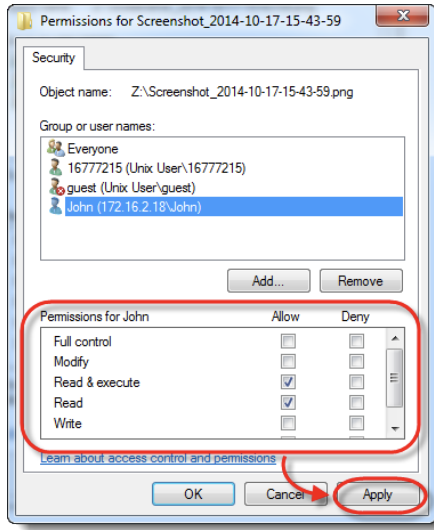 Permissions for Screenshot_2014-10-17-15-43-59
Security
Object name: Z:\Screenshot_2014-10-17-15-43-59.png
Group or user names:
Everyone
16777215 (Unix User\16777215)
guest (Unix User\guest)
John (172.16.2.18\John)
Add... Remove
Permissions for John Allow Deny
Full control
Modify
Read & execute
Read
Write
Learn about access control and permissions
OK Cancel Apply